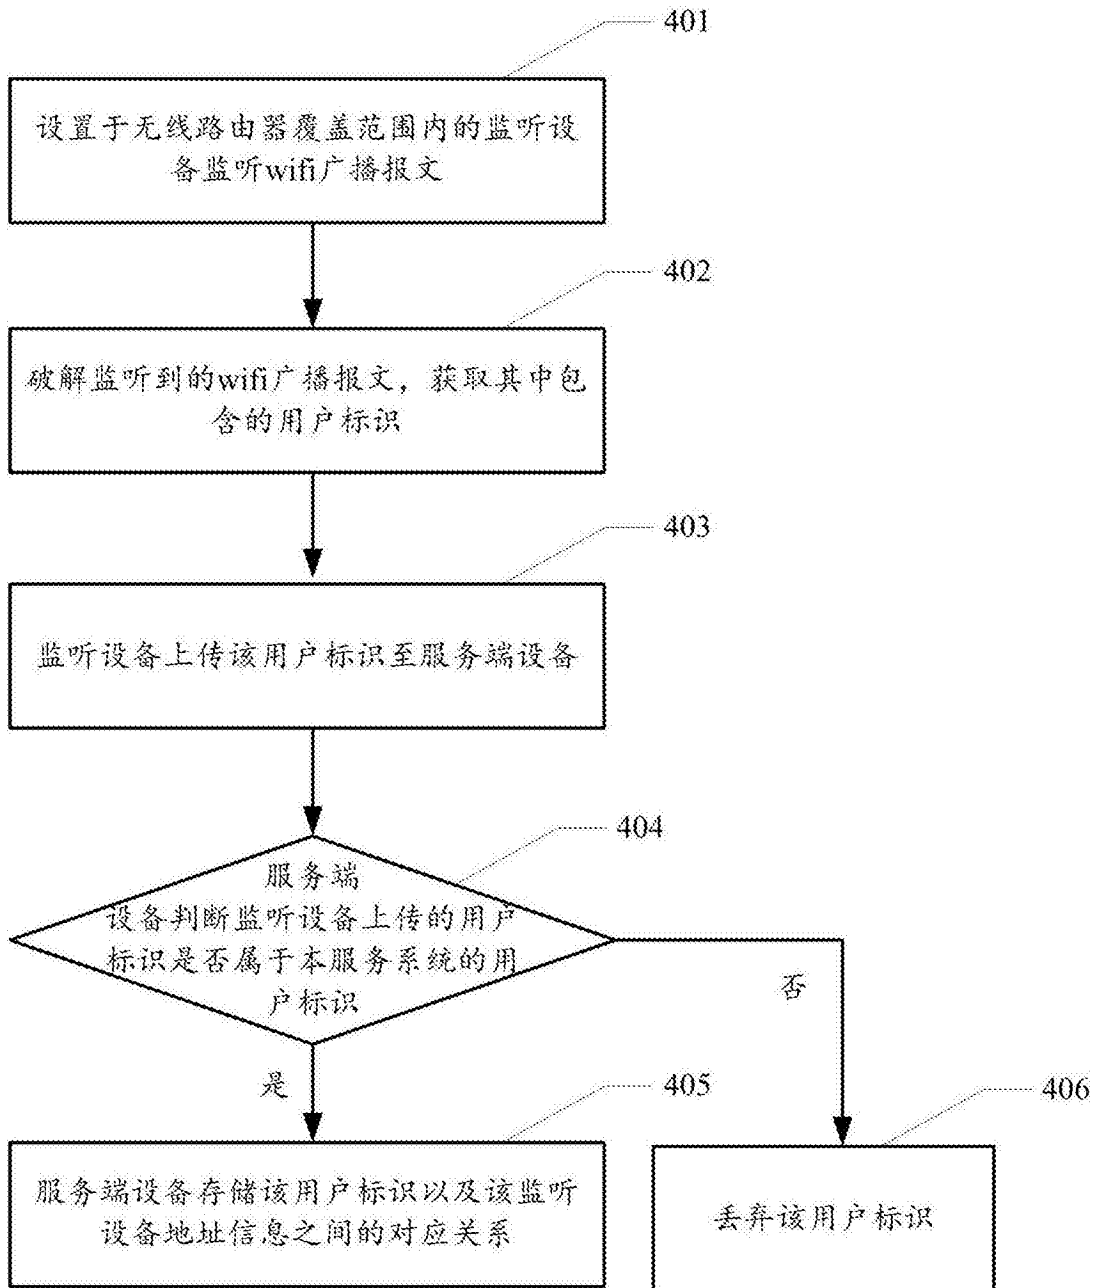 401
设置于无线路由器覆盖范围内的监听设
备监听wifi广播报文
402
破解监听到的wifi广播报文，获取其中包
含的用户标识
403
监听设备上传该用户标识至服务端设备
404
服务端
设备判断监听设备上传的用户
标识是否属于本服务系统的用
户标识
否
是
405
服务端设备存储该用户标识以及该监听
设备地址信息之间的对应关系
406
丢弃该用户标识